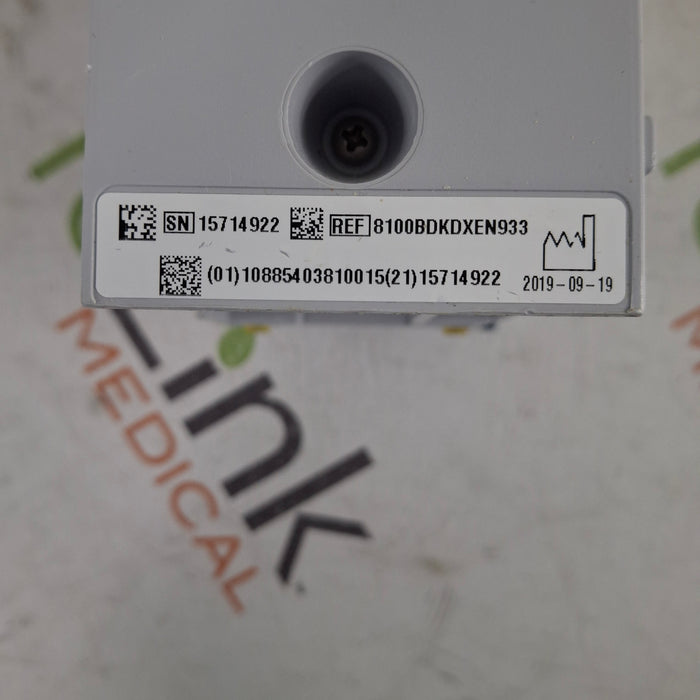 SN 15714922 REF 8100BDKDXEN933
(01)10885403810015(21)15714922 2019-09-19
Link
MEDICAL